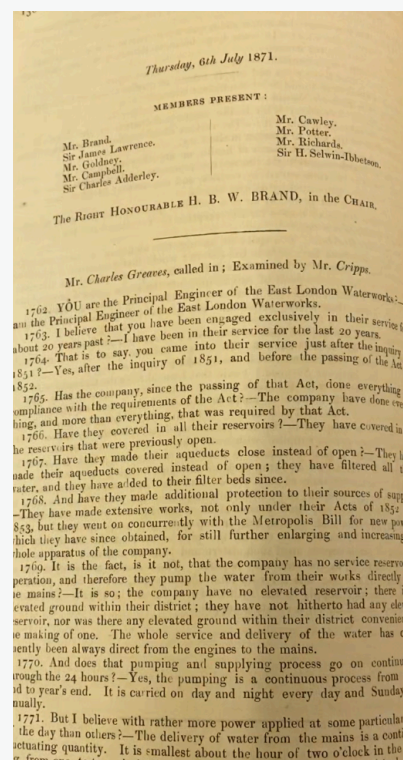 Thursday, 6th July 1871.
MEMBERS PRESENT:
Mr. Brand.
Sir James Lawrence.
Mr. Goldney.
Mr. Campbell.
Sir Charles Adderley.
Mr. Cawley.
Mr. Potter.
Mr. Richards.
Sir H. Selwin-Ibbetson.
The RIGHT HONOURABLE H. B. W. BRAND, in the CHAIR.
Mr. Charles Greaves, called in; Examined by Mr. Cripps.
1762. YOU are the Principal Engineer of the East London Waterworks?—
am the Principal Engineer of the East London Waterworks.
1763. I believe that you have been engaged exclusively in their service
about 20 years past?—I have been in their service for the last 20 years.
1764. That is to say, you came into their service just after the inquiry
1851?—Yes, after the inquiry of 1851, and before the passing of the Act
1852.
1765. Has the company, since the passing of that Act, done everything
ompliance with the requirements of the Act?—The company have done
hing, and more than everything, that was required by that Act.
1766. Have they covered in all their reservoirs?—They have covered in
he reservoirs that were previously open.
1767. Have they made their aqueducts close instead of open?—They
nade their aqueducts covered instead of open; they have filtered all
vater, and they have added to their filter beds since.
1768. And have they made additional protection to their sources of
—They have made extensive works, not only under their Acts of 1852
853, but they went on concurrently with the Metropolis Bill for new
hich they have since obtained, for still further enlarging and increasing
hole apparatus of the company.
1769. It is the fact, is it not, that the company has no service
peration, and therefore they pump the water from their works directly
e mains?—It is so; the company have no elevated reservoir; there
evated ground within their district; they have not hitherto had any
servoir, nor was there any elevated ground within their district
e making of one. The whole service and delivery of the water has
uently been always direct from the engines to the mains.
1770. And does that pumping and supplying process go on
rough the 24 hours?—Yes, the pumping is a continuous process from
nd to year's end. It is carried on day and night every day and Sunday
nually.
1771. But I believe with rather more power applied at some particular
the day than others?—The delivery of water from the mains is a
uctuating quantity. It is smallest about the hour of two o'clock in the